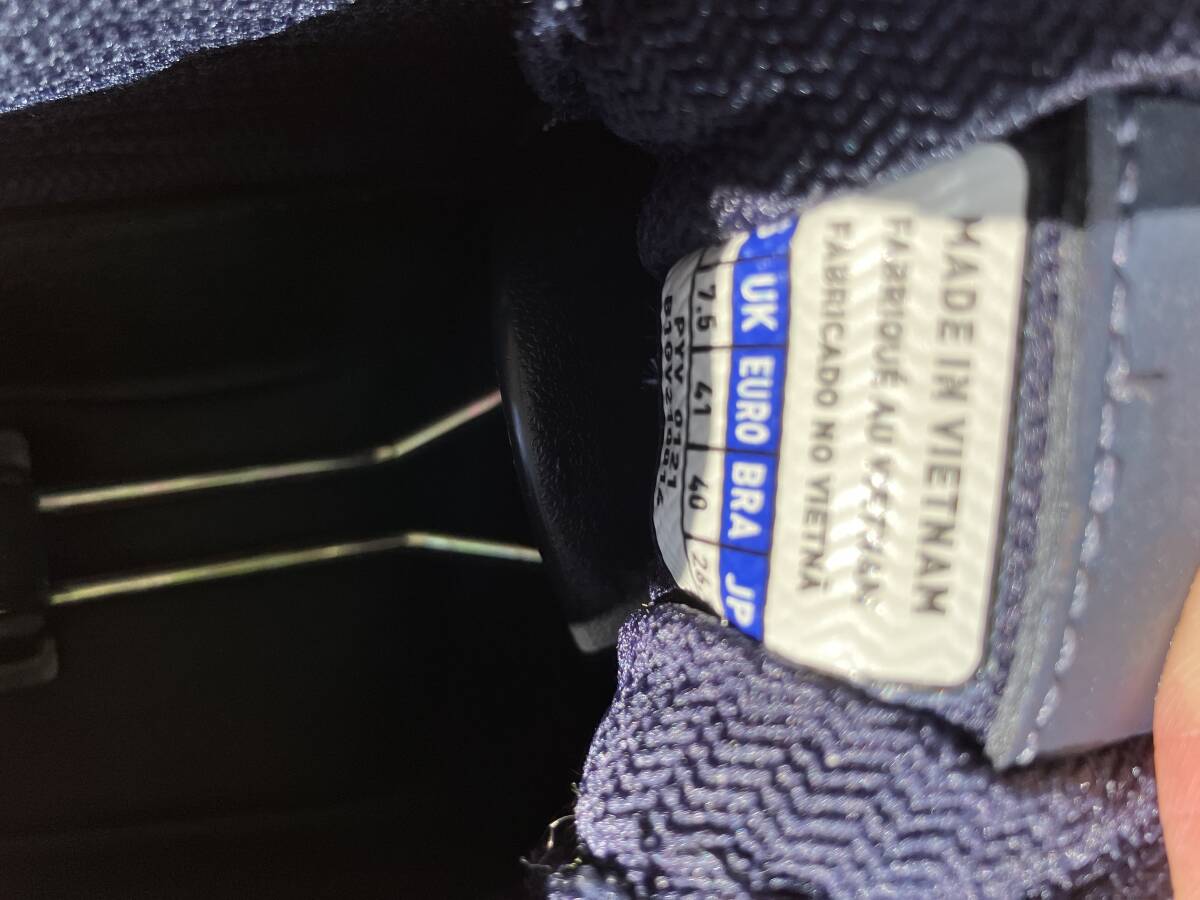 MADE IN VIETNAM
FABRIQUÉ AU VIETNAM
FABRICADO NO VIETNÃ
UK EURO BRA JP
7.5 41 40 26
PYV 0121